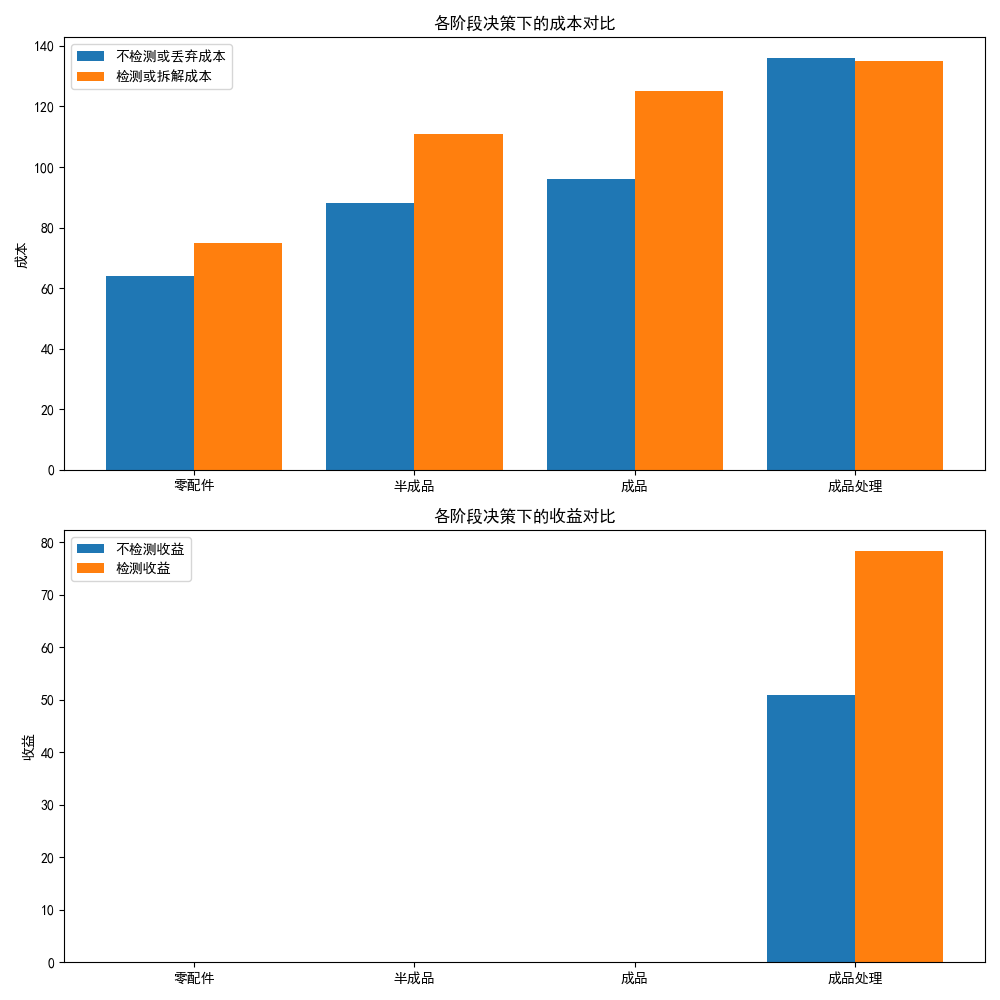 各阶段决策下的成本对比
不检测或丢弃成本
检测或拆解成本
140
120
100
80
60
40
20
0
成本
零配件 半成品 成品 成品处理
各阶段决策下的收益对比
不检测收益
检测收益
80
70
60
50
40
30
20
10
0
收益
零配件 半成品 成品 成品处理